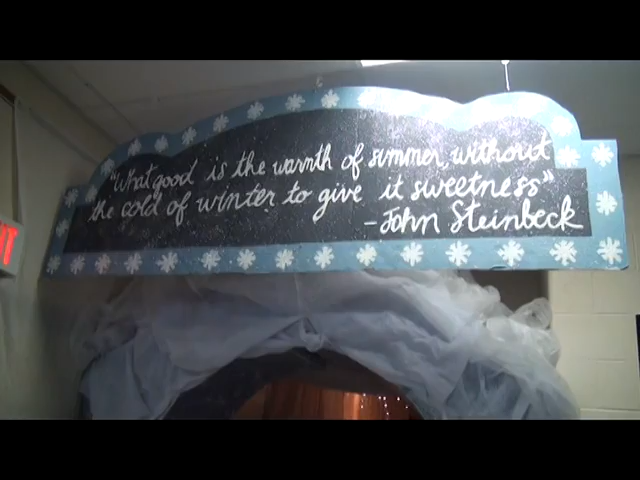 "What good is the warmth of summer, without
the cold of winter to give it sweetness"
-John Steinbeck